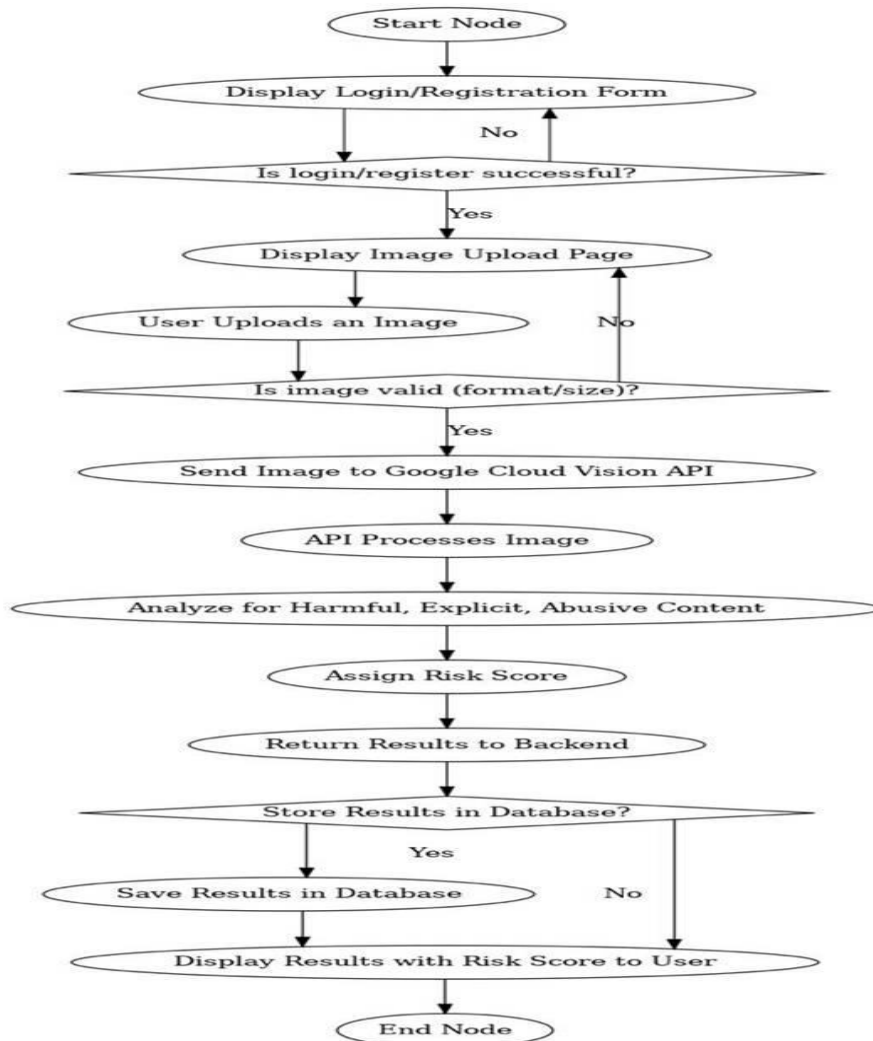 Start Node
Display Login/Registration Form
No
Is login/register successful?
Yes
Display Image Upload Page
User Uploads an Image
No
Is image valid (format/size)?
Yes
Send Image to Google Cloud Vision API
API Processes Image
Analyze for Harmful, Explicit, Abusive Content
Assign Risk Score
Return Results to Backend
Store Results in Database?
Yes
Save Results in Database
No
Display Results with Risk Score to User
End Node